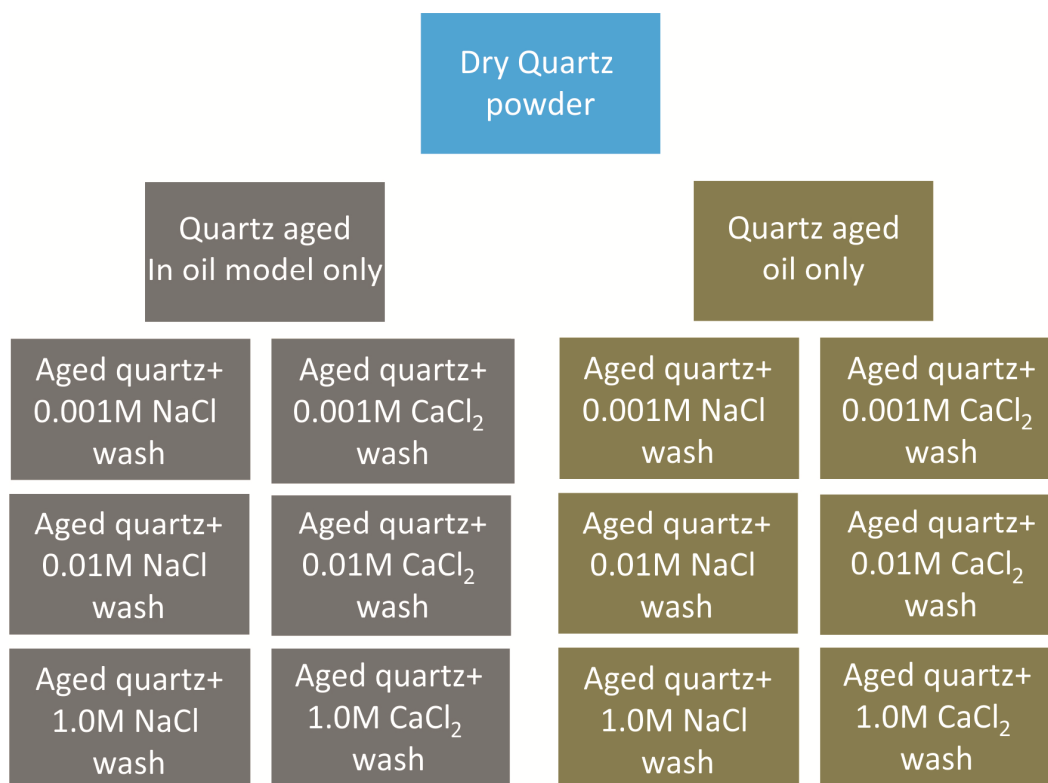 Dry Quartz
powder
Quartz aged
In oil model only
Quartz aged
oil only
Aged quartz+
0.001M NaCl
wash
Aged quartz+
0.001M CaCl₂
wash
Aged quartz+
0.001M NaCl
wash
Aged quartz+
0.001M CaCl₂
wash
Aged quartz+
0.01M NaCl
wash
Aged quartz+
0.01M CaCl₂
wash
Aged quartz+
0.01M NaCl
wash
Aged quartz+
0.01M CaCl₂
wash
Aged quartz+
1.0M NaCl
wash
Aged quartz+
1.0M CaCl₂
wash
Aged quartz+
1.0M NaCl
wash
Aged quartz+
1.0M CaCl₂
wash